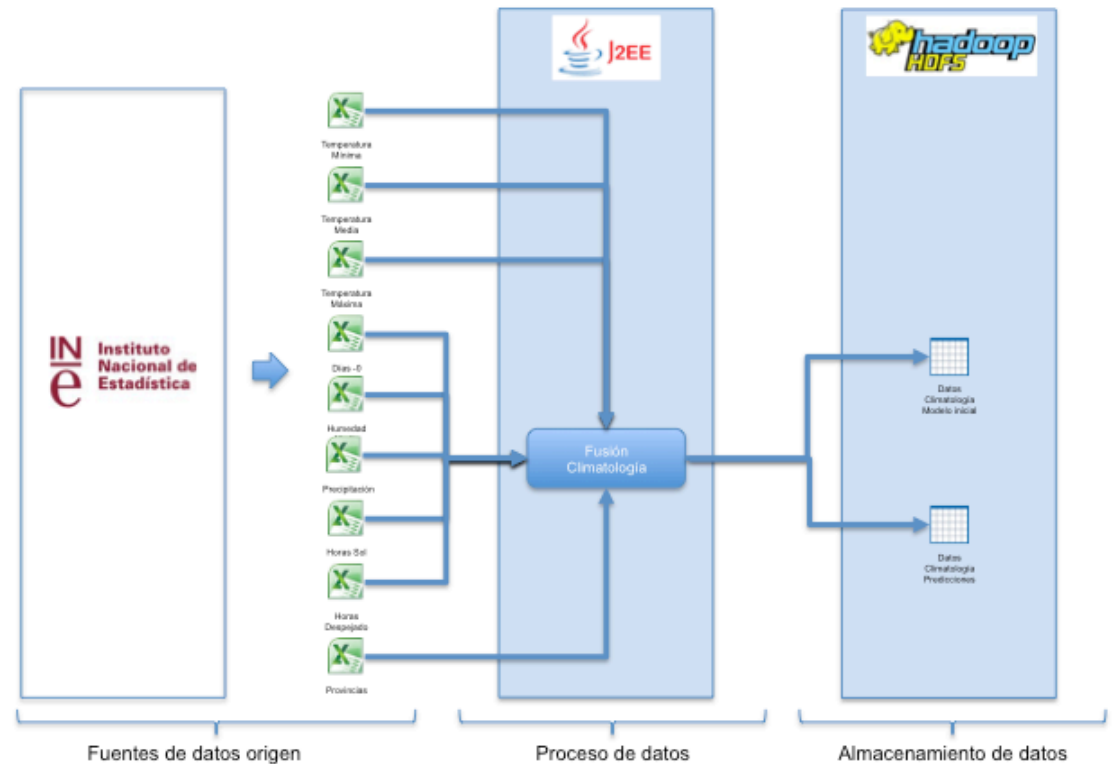 J2EE
hadoop
HDFS
Temperatura
Mínima
Temperatura
Media
Temperatura
Máxima
Días -0
Humedad
Precipitación
Horas Sol
Horas
Despejado
Provincias
INe
Instituto
Nacional de
Estadística
Fusión
Climatología
Datos
Climatología
Modelo inicial
Datos
Climatología
Predicciones
Fuentes de datos origen
Proceso de datos
Almacenamiento de datos